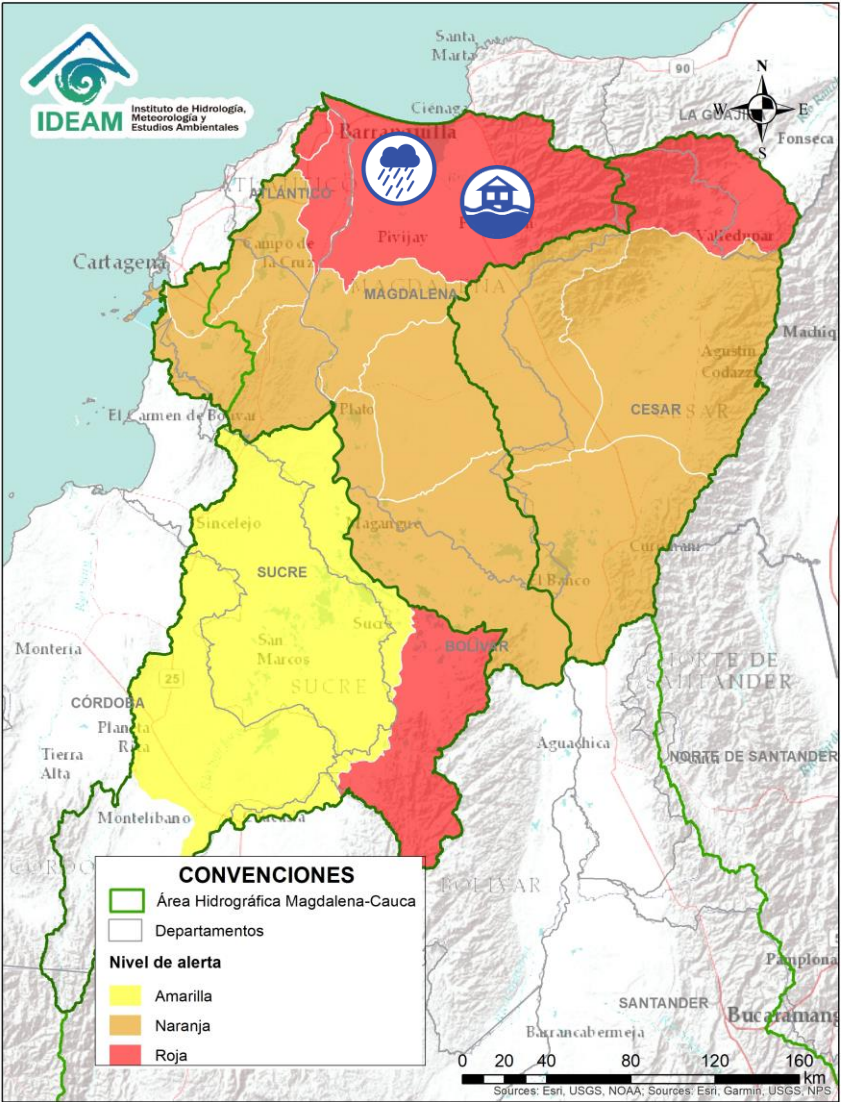 Santa
Marta
90
N
IDEAM
Instituto de Hidrología,
Meteorología y
Estudios Ambientales
Ciénaga
W
E
LA GUAJIRA
S
Fonseca
Barranquilla
ATLÁNTICO
Pivijay
Valledupar
Campo de
la Cruz
Cartagena
MAGDALENA
MAGDALENA
Machiq
Agustín
Codazzi
El Carmen de Bolívar
Plato
CESAR
CESAR
Sincelejo
Magangué
Curumaní
SUCRE
El Banco
Sucre
Montería
San
Marcos
BOLÍVAR
NORTE DE
SANTANDER
SUCRE
25
CÓRDOBA
Planeta
Rica
Tierra
Alta
Aguachica
NORTE DE SANTANDER
Montelíbano
BOLÍVAR
CONVENCIONES
Área Hidrográfica Magdalena-Cauca
Departamentos
Nivel de alerta
Amarilla
Naranja
Roja
Pamplona
SANTANDER
Bucaramang
Barrancabermeja
0 20 40 80 120 160
km
Sources: Esri, USGS, NOAA; Sources: Esri, Garmin, USGS, NPS